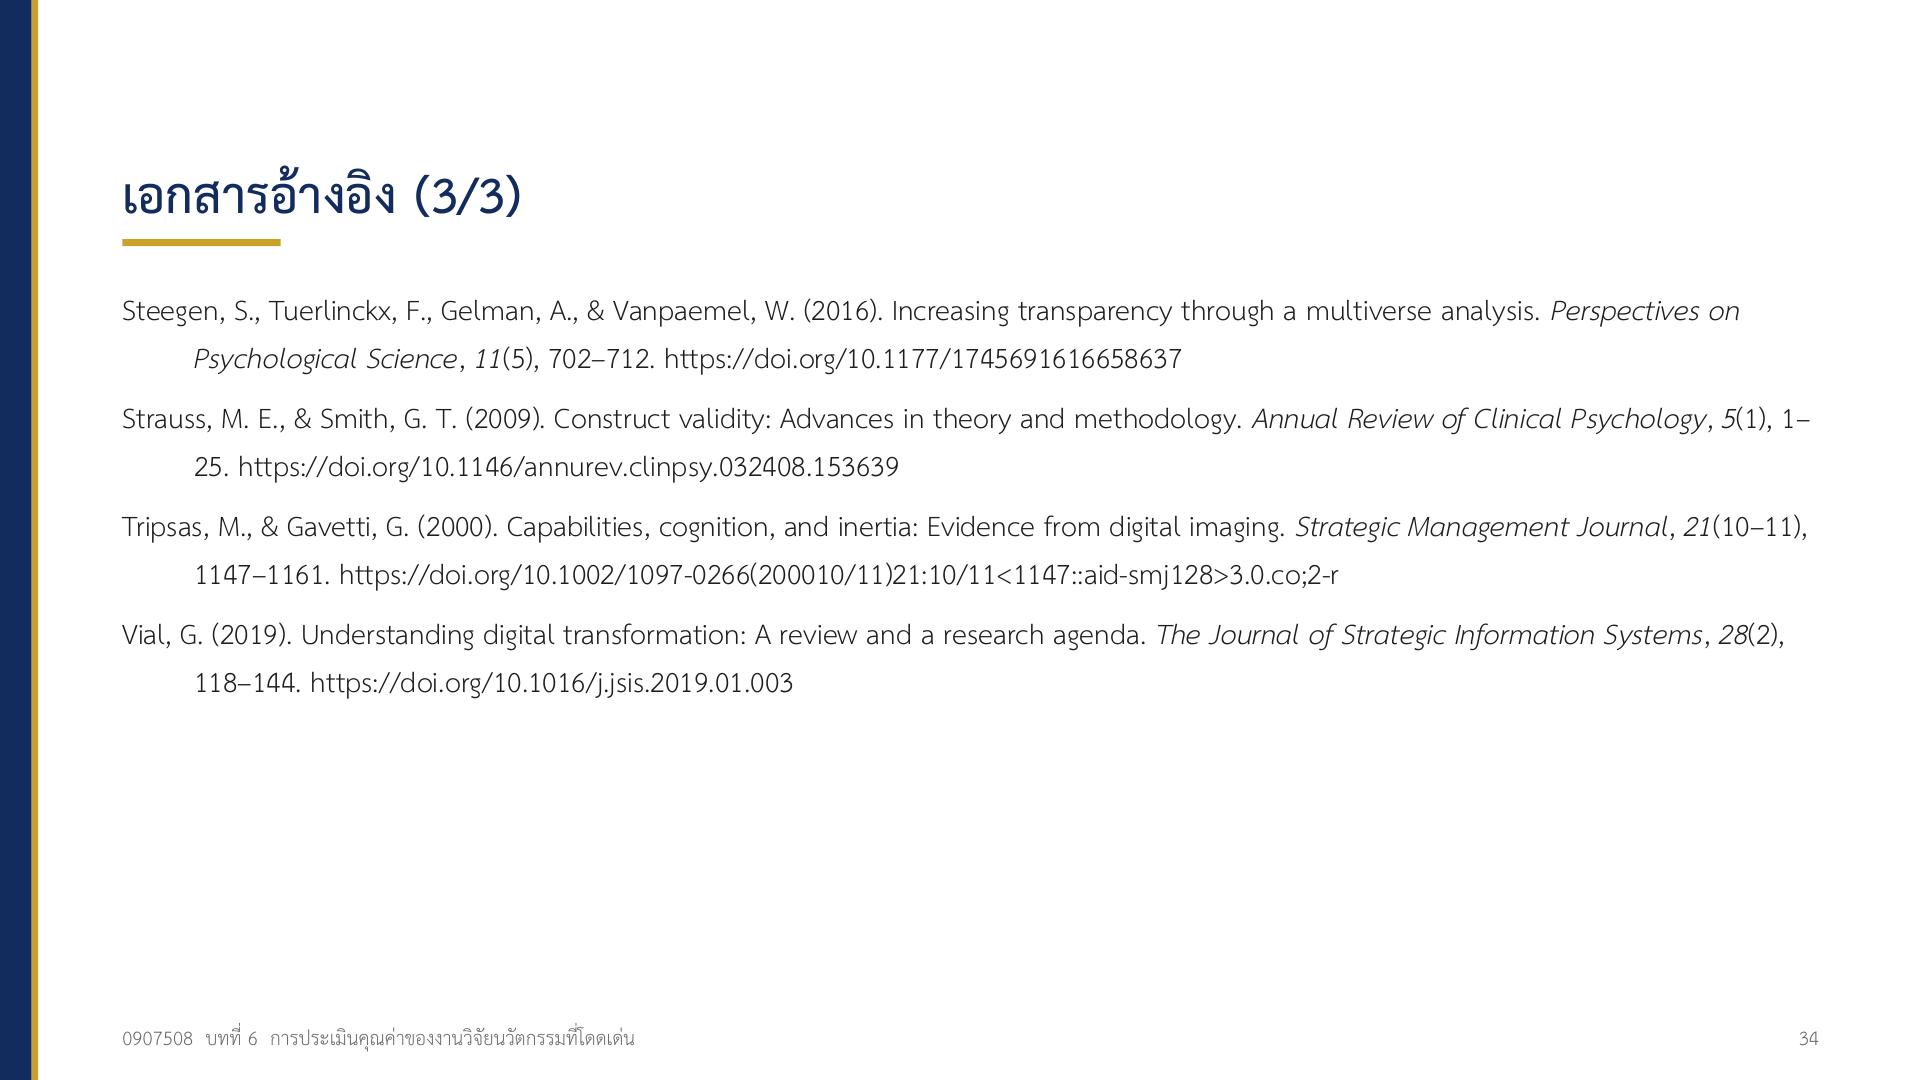 เอกสารอ้างอิง (3/3)
Steegen, S., Tuerlinckx, F., Gelman, A., & Vanpaemel, W. (2016). Increasing transparency through a multiverse analysis. Perspectives on
Psychological Science, 11(5), 702–712. https://doi.org/10.1177/1745691616658637
Strauss, M. E., & Smith, G. T. (2009). Construct validity: Advances in theory and methodology. Annual Review of Clinical Psychology, 5(1), 1–
25. https://doi.org/10.1146/annurev.clinpsy.032408.153639
Tripsas, M., & Gavetti, G. (2000). Capabilities, cognition, and inertia: Evidence from digital imaging. Strategic Management Journal, 21(10–11),
1147–1161. https://doi.org/10.1002/1097-0266(200010/11)21:10/11<1147::aid-smj128>3.0.co;2-r
Vial, G. (2019). Understanding digital transformation: A review and a research agenda. The Journal of Strategic Information Systems, 28(2),
118–144. https://doi.org/10.1016/j.jsis.2019.01.003
0907508 บทที่ 6 การประเมินคุณค่าของงานวิจัยนวัตกรรมที่โดดเด่น
34